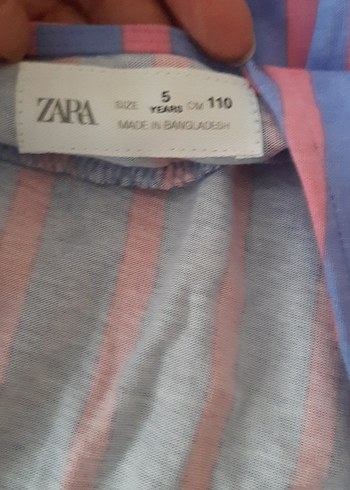 ZARA SIZE 5 YEARS CM 110
MADE IN BANGLADESH